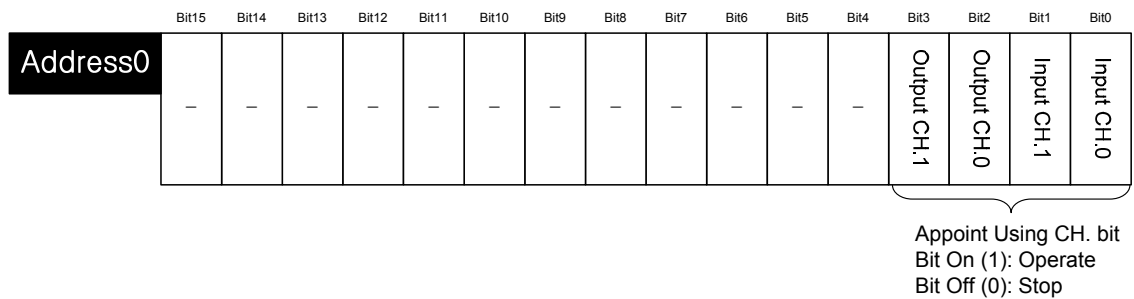 Bit15 Bit14 Bit13 Bit12 Bit11 Bit10 Bit9 Bit8 Bit7 Bit6 Bit5 Bit4 Bit3 Bit2 Bit1 Bit0
Address0
– – – – – – – – – – – –
Output CH.1
Output CH.0
Input CH.1
Input CH.0
Appoint Using CH. bit
Bit On (1): Operate
Bit Off (0): Stop